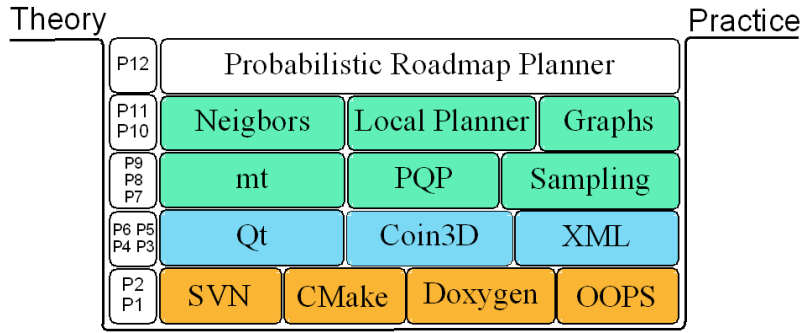 Theory
Practice
P12
Probabilistic Roadmap Planner
P11
P10
Neigbors
Local Planner
Graphs
P9
P8
P7
mt
PQP
Sampling
P6 P5
P4 P3
Qt
Coin3D
XML
P2
P1
SVN
CMake
Doxygen
OOPS